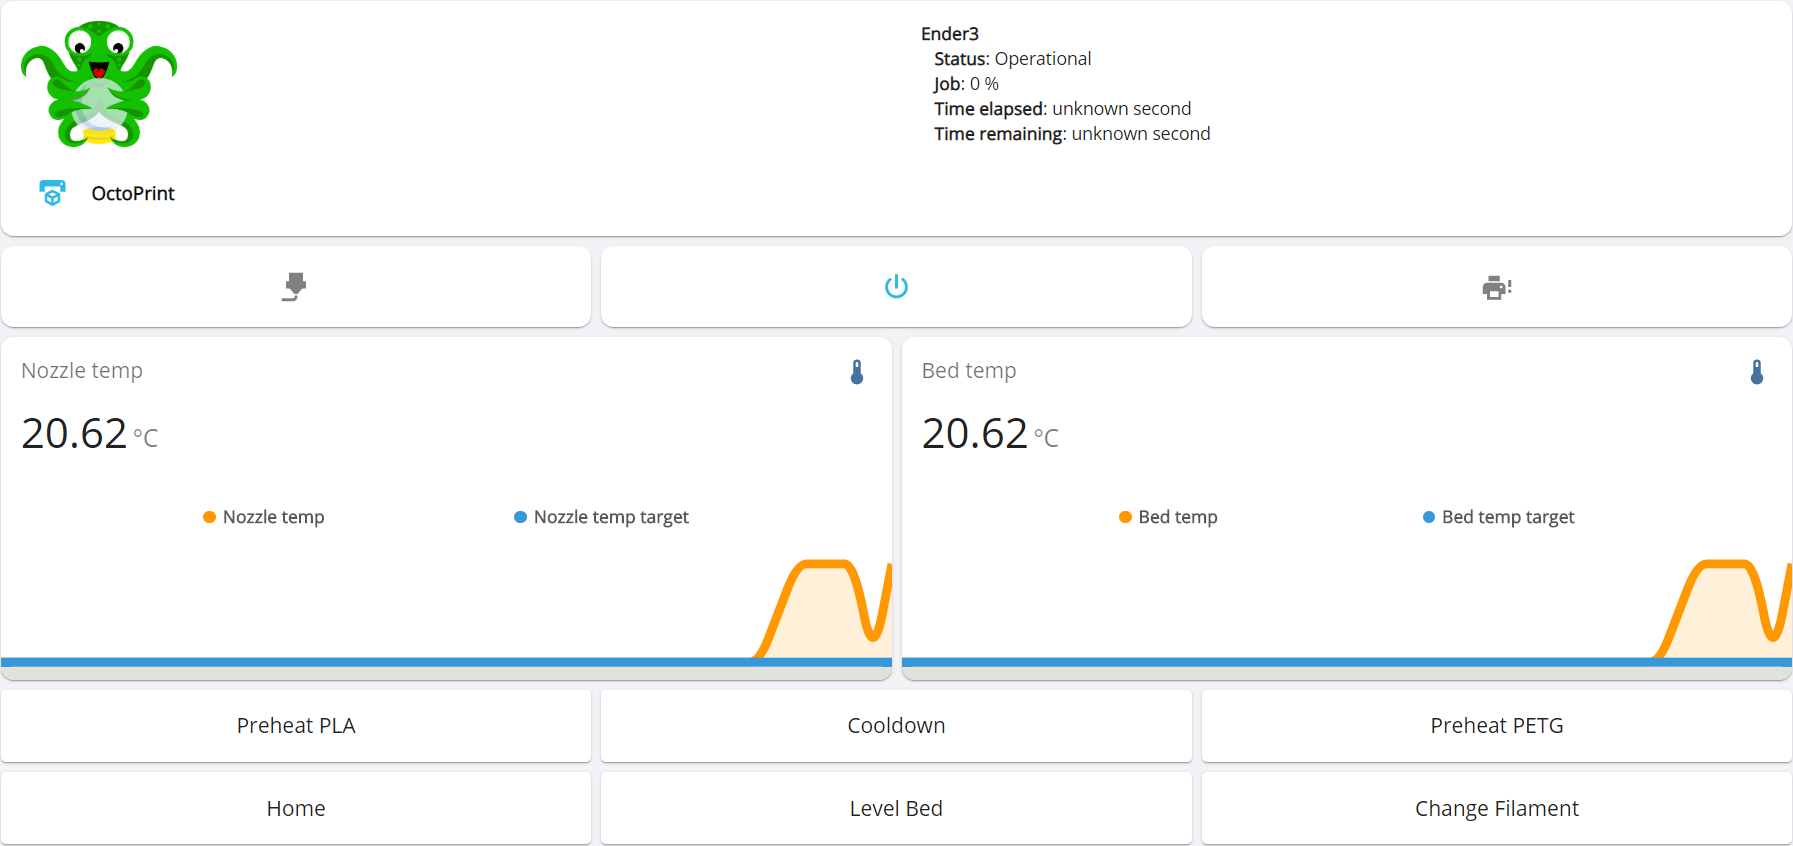 Ender3
Status: Operational
Job: 0 %
Time elapsed: unknown second
Time remaining: unknown second
OctoPrint
Nozzle temp
20.62 °C
Nozzle temp
Nozzle temp target
Bed temp
20.62 °C
Bed temp
Bed temp target
Preheat PLA
Cooldown
Preheat PETG
Home
Level Bed
Change Filament